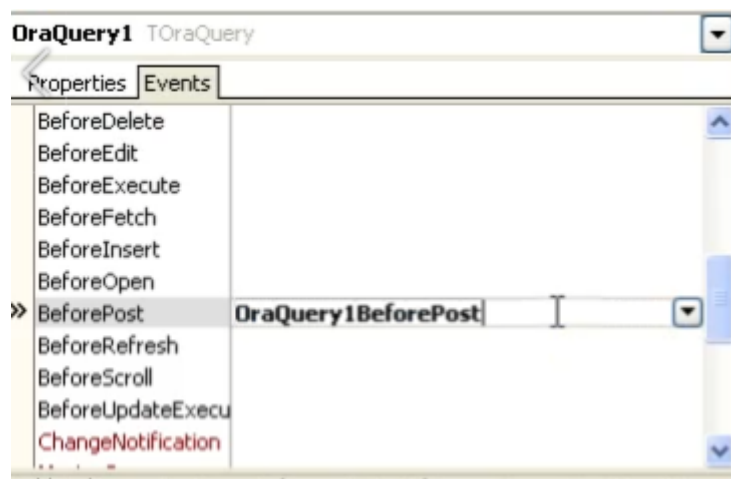 OraQuery1 TOraQuery
Properties Events
BeforeDelete
BeforeEdit
BeforeExecute
BeforeFetch
BeforeInsert
BeforeOpen
» BeforePost OraQuery1BeforePost
BeforeRefresh
BeforeScroll
BeforeUpdateExecu
ChangeNotification